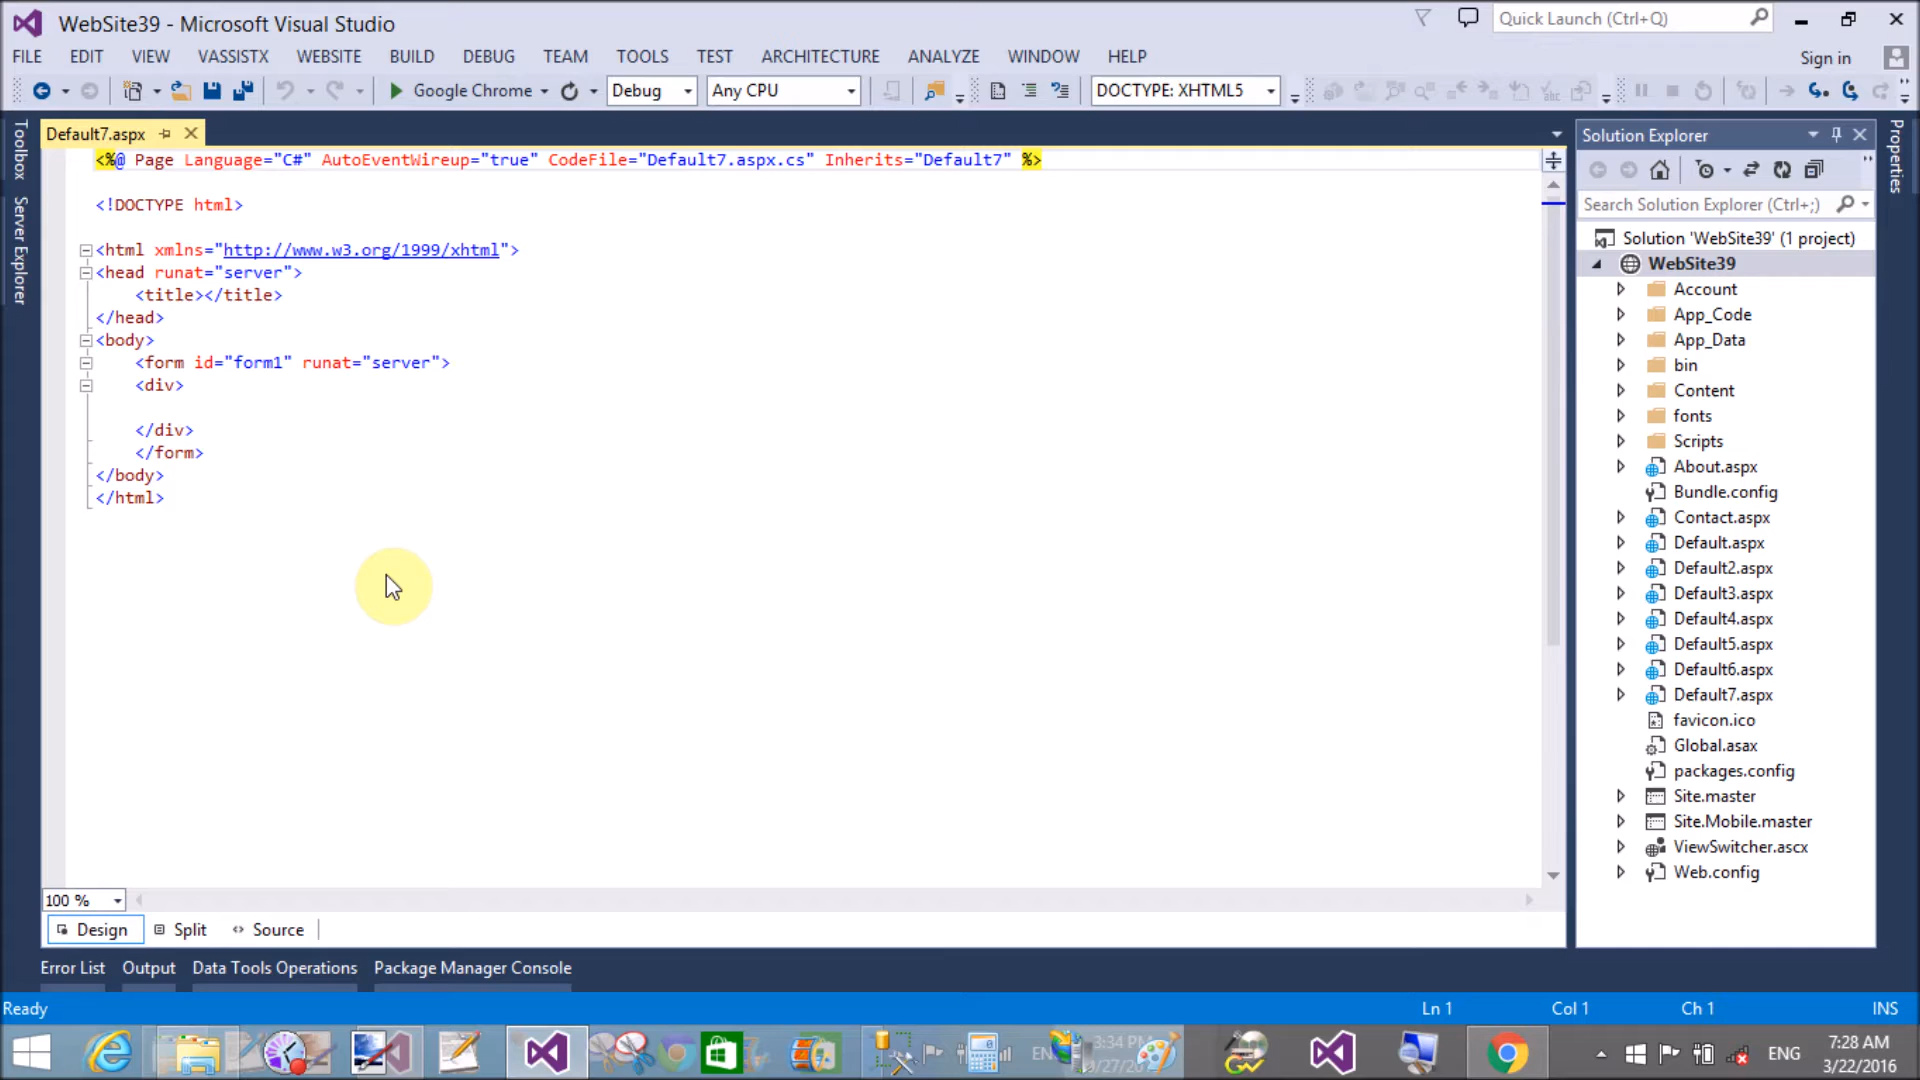 WebSite39 - Microsoft Visual Studio
Quick Launch (Ctrl+Q)
FILE EDIT VIEW VASSISTX WEBSITE BUILD DEBUG TEAM TOOLS TEST ARCHITECTURE ANALYZE WINDOW HELP
Sign in
Google Chrome Debug Any CPU DOCTYPE: XHTML5
Toolbox
Server Explorer
Default7.aspx
<%@ Page Language="C#" AutoEventWireup="true" CodeFile="Default7.aspx.cs" Inherits="Default7" %>
<!DOCTYPE html>
<html xmlns="http://www.w3.org/1999/xhtml">
<head runat="server">
<title></title>
</head>
<body>
<form id="form1" runat="server">
<div>
</div>
</form>
</body>
</html>
100 %
Design Split Source
Solution Explorer
Search Solution Explorer (Ctrl+;)
Solution 'WebSite39' (1 project)
WebSite39
Account
App_Code
App_Data
bin
Content
fonts
Scripts
About.aspx
Bundle.config
Contact.aspx
Default.aspx
Default2.aspx
Default3.aspx
Default4.aspx
Default5.aspx
Default6.aspx
Default7.aspx
favicon.ico
Global.asax
packages.config
Site.master
Site.Mobile.master
ViewSwitcher.ascx
Web.config
Properties
Error List Output Data Tools Operations Package Manager Console
Ready Ln 1 Col 1 Ch 1 INS
3:34 PM
ENG
7:28 AM
3/22/2016